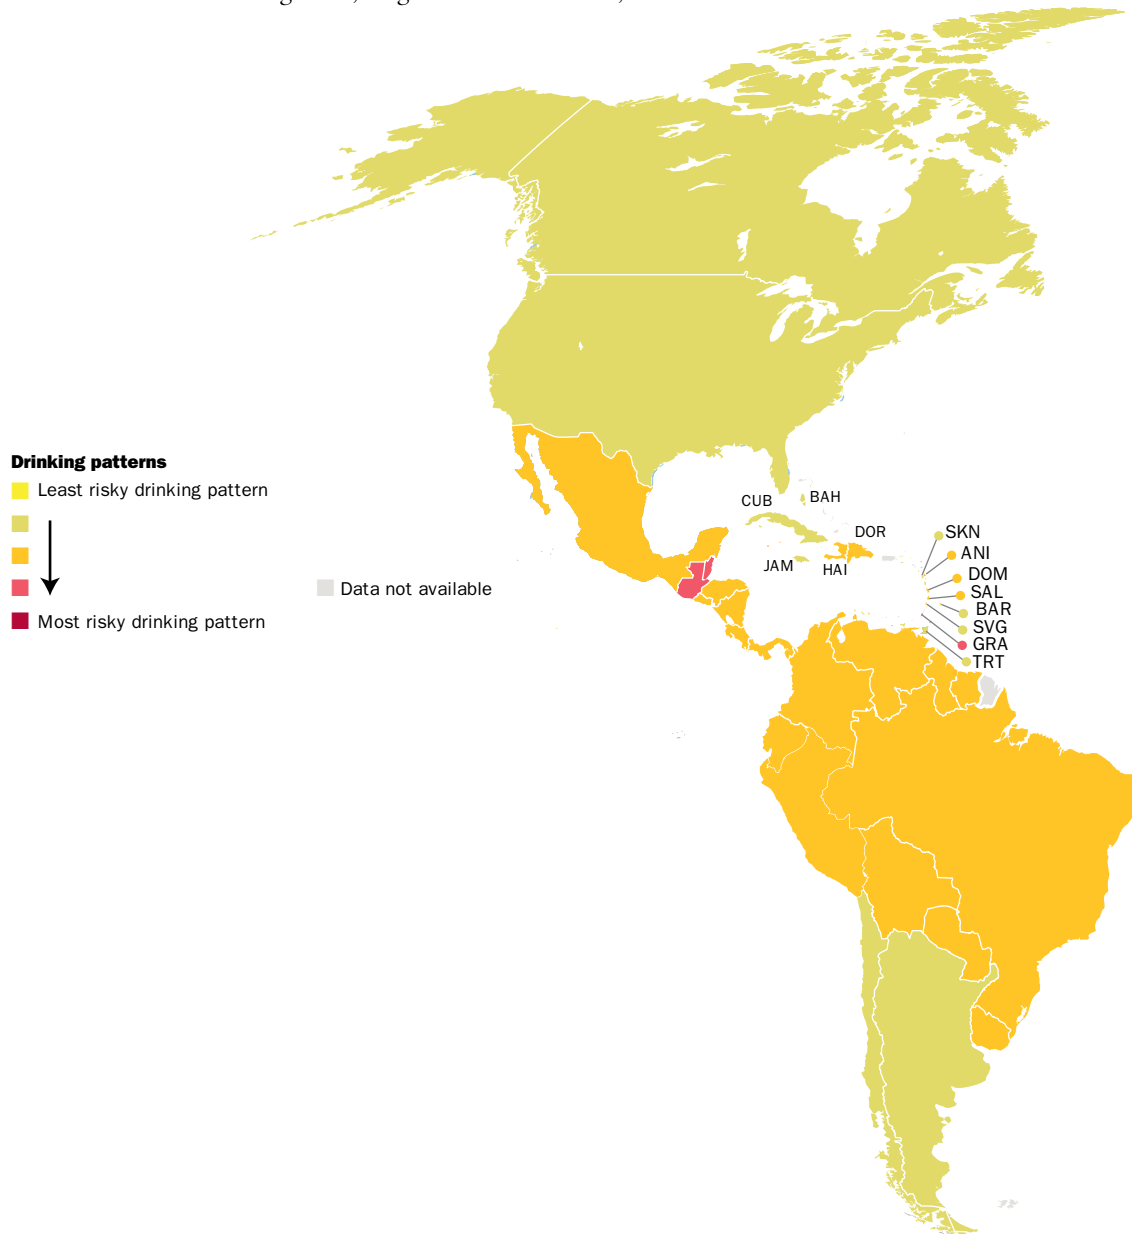 Drinking patterns
Least risky drinking pattern
Most risky drinking pattern
Data not available
CUB
BAH
DOR
JAM
HAI
SKN
ANI
DOM
SAL
BAR
SVG
GRA
TRT